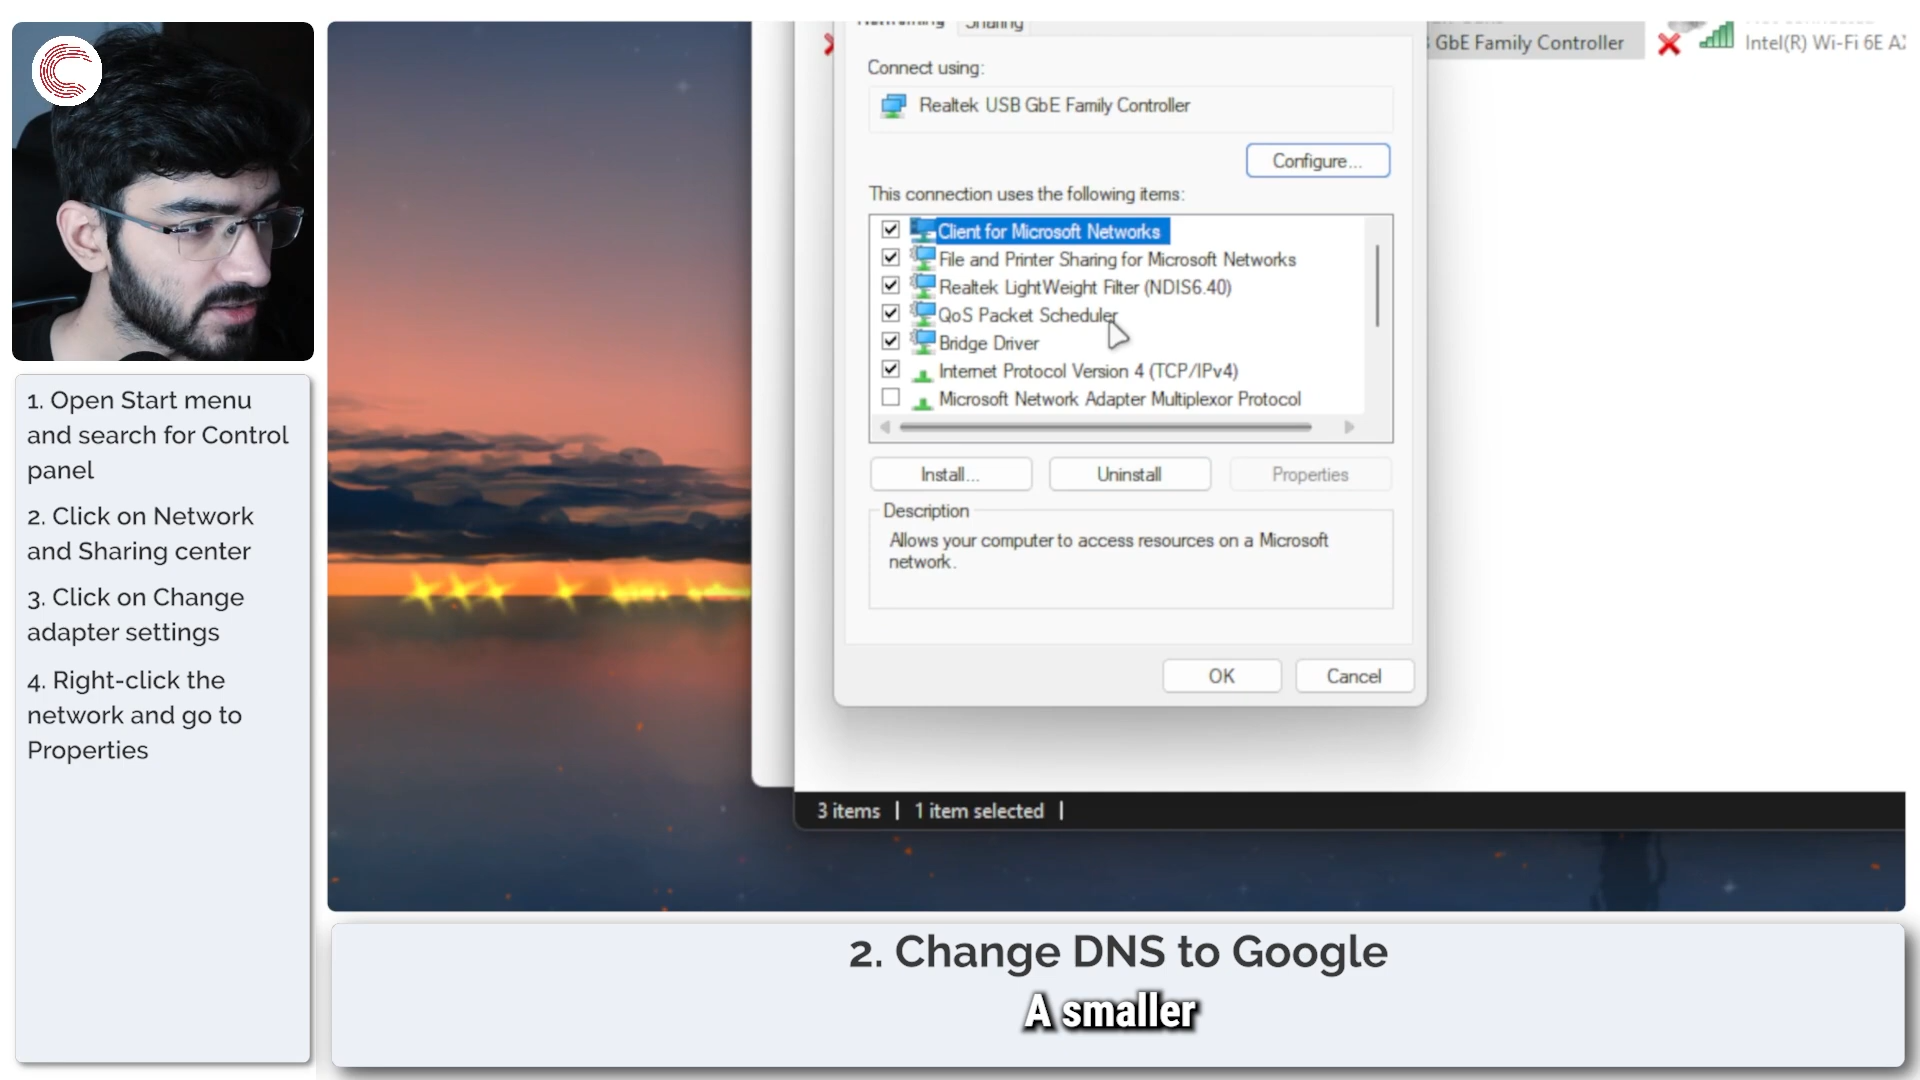 Networking Sharing
GbE Family Controller
Intel(R) Wi-Fi 6E AX
Connect using:
Realtek USB GbE Family Controller
Configure...
This connection uses the following items:
Client for Microsoft Networks
File and Printer Sharing for Microsoft Networks
Realtek LightWeight Filter (NDIS6.40)
QoS Packet Scheduler
Bridge Driver
Internet Protocol Version 4 (TCP/IPv4)
Microsoft Network Adapter Multiplexor Protocol
Install... Uninstall Properties
Description
Allows your computer to access resources on a Microsoft
network.
OK Cancel
3 items | 1 item selected |
1. Open Start menu
and search for Control
panel
2. Click on Network
and Sharing center
3. Click on Change
adapter settings
4. Right-click the
network and go to
Properties
2. Change DNS to Google
A smaller